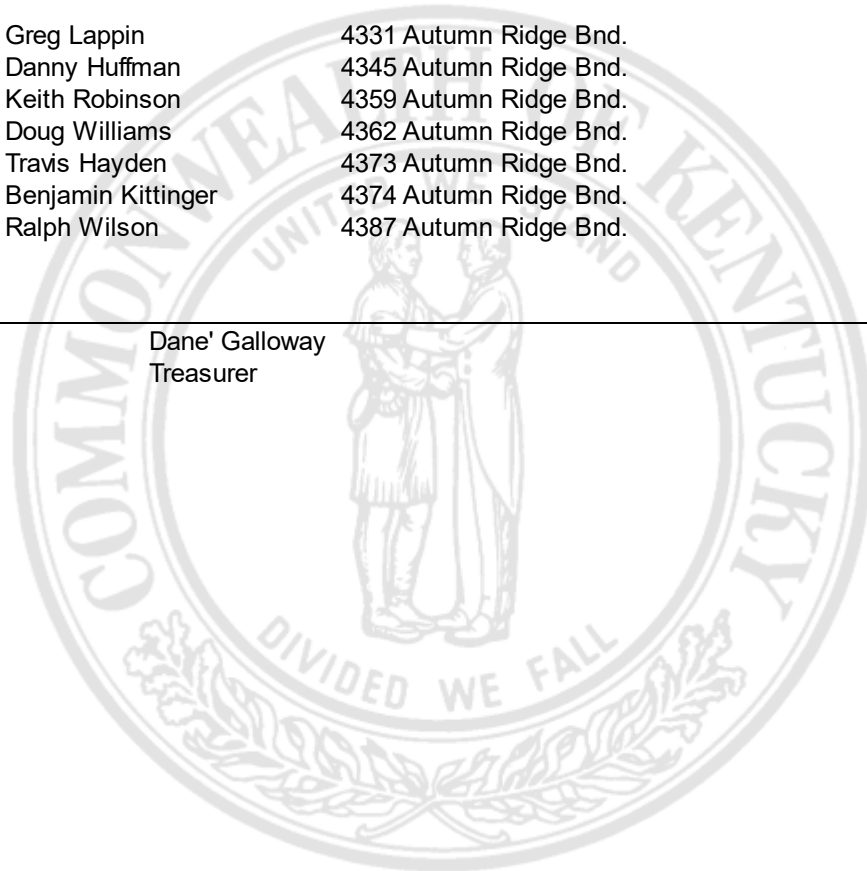 Greg Lappin 4331 Autumn Ridge Bnd.
Danny Huffman 4345 Autumn Ridge Bnd.
Keith Robinson 4359 Autumn Ridge Bnd.
Doug Williams 4362 Autumn Ridge Bnd.
Travis Hayden 4373 Autumn Ridge Bnd.
Benjamin Kittinger 4374 Autumn Ridge Bnd.
Ralph Wilson 4387 Autumn Ridge Bnd.
Dane' Galloway
Treasurer
COMMONWEALTH OF KENTUCKY
UNITED WE STAND
DIVIDED WE FALL